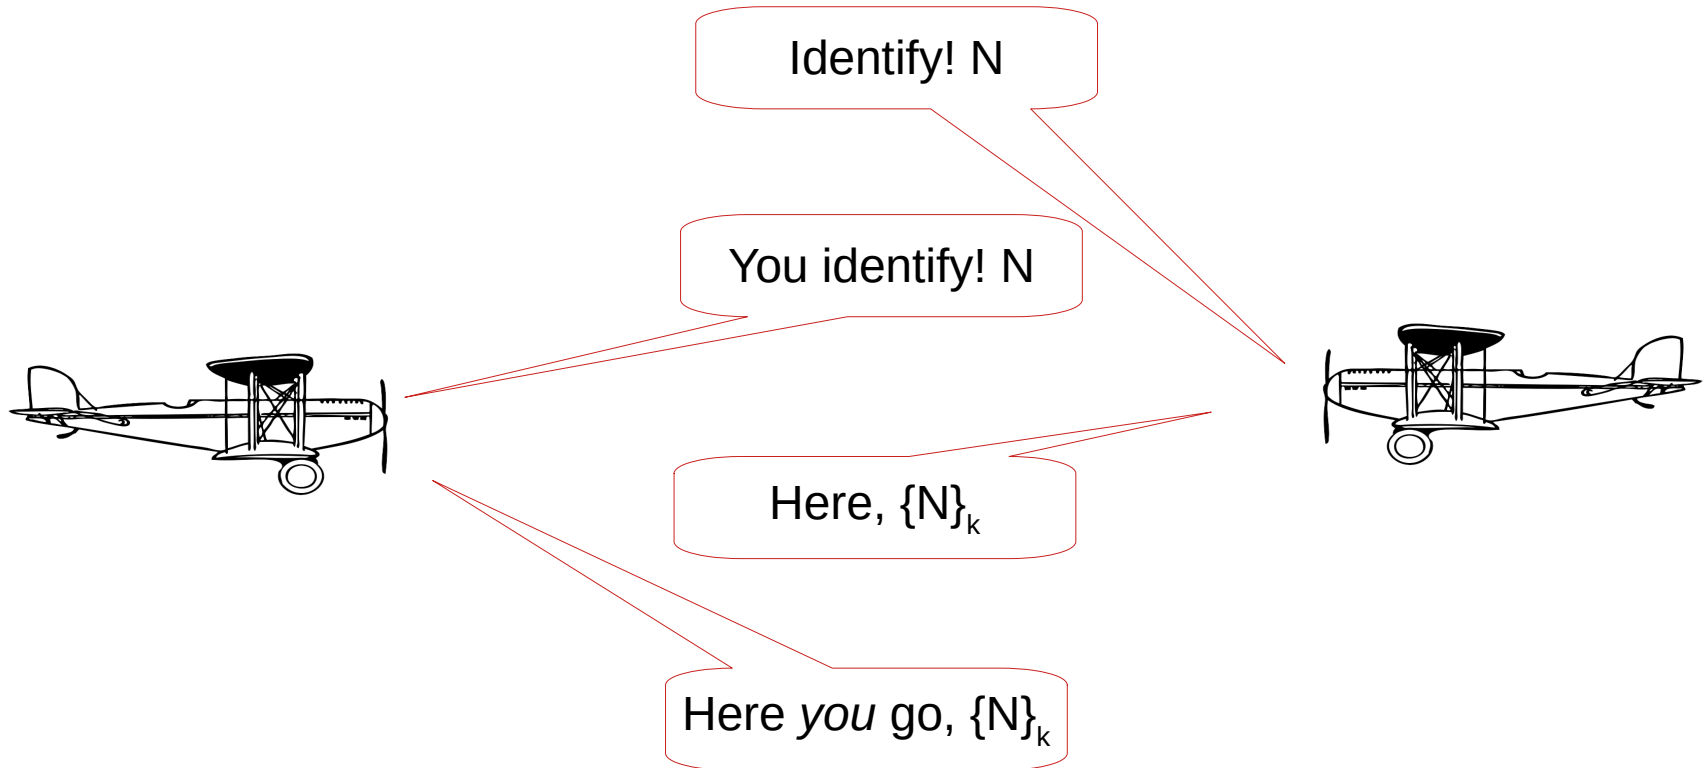 Identify! N
You identify! N
Here, {N}k
Here you go, {N}k